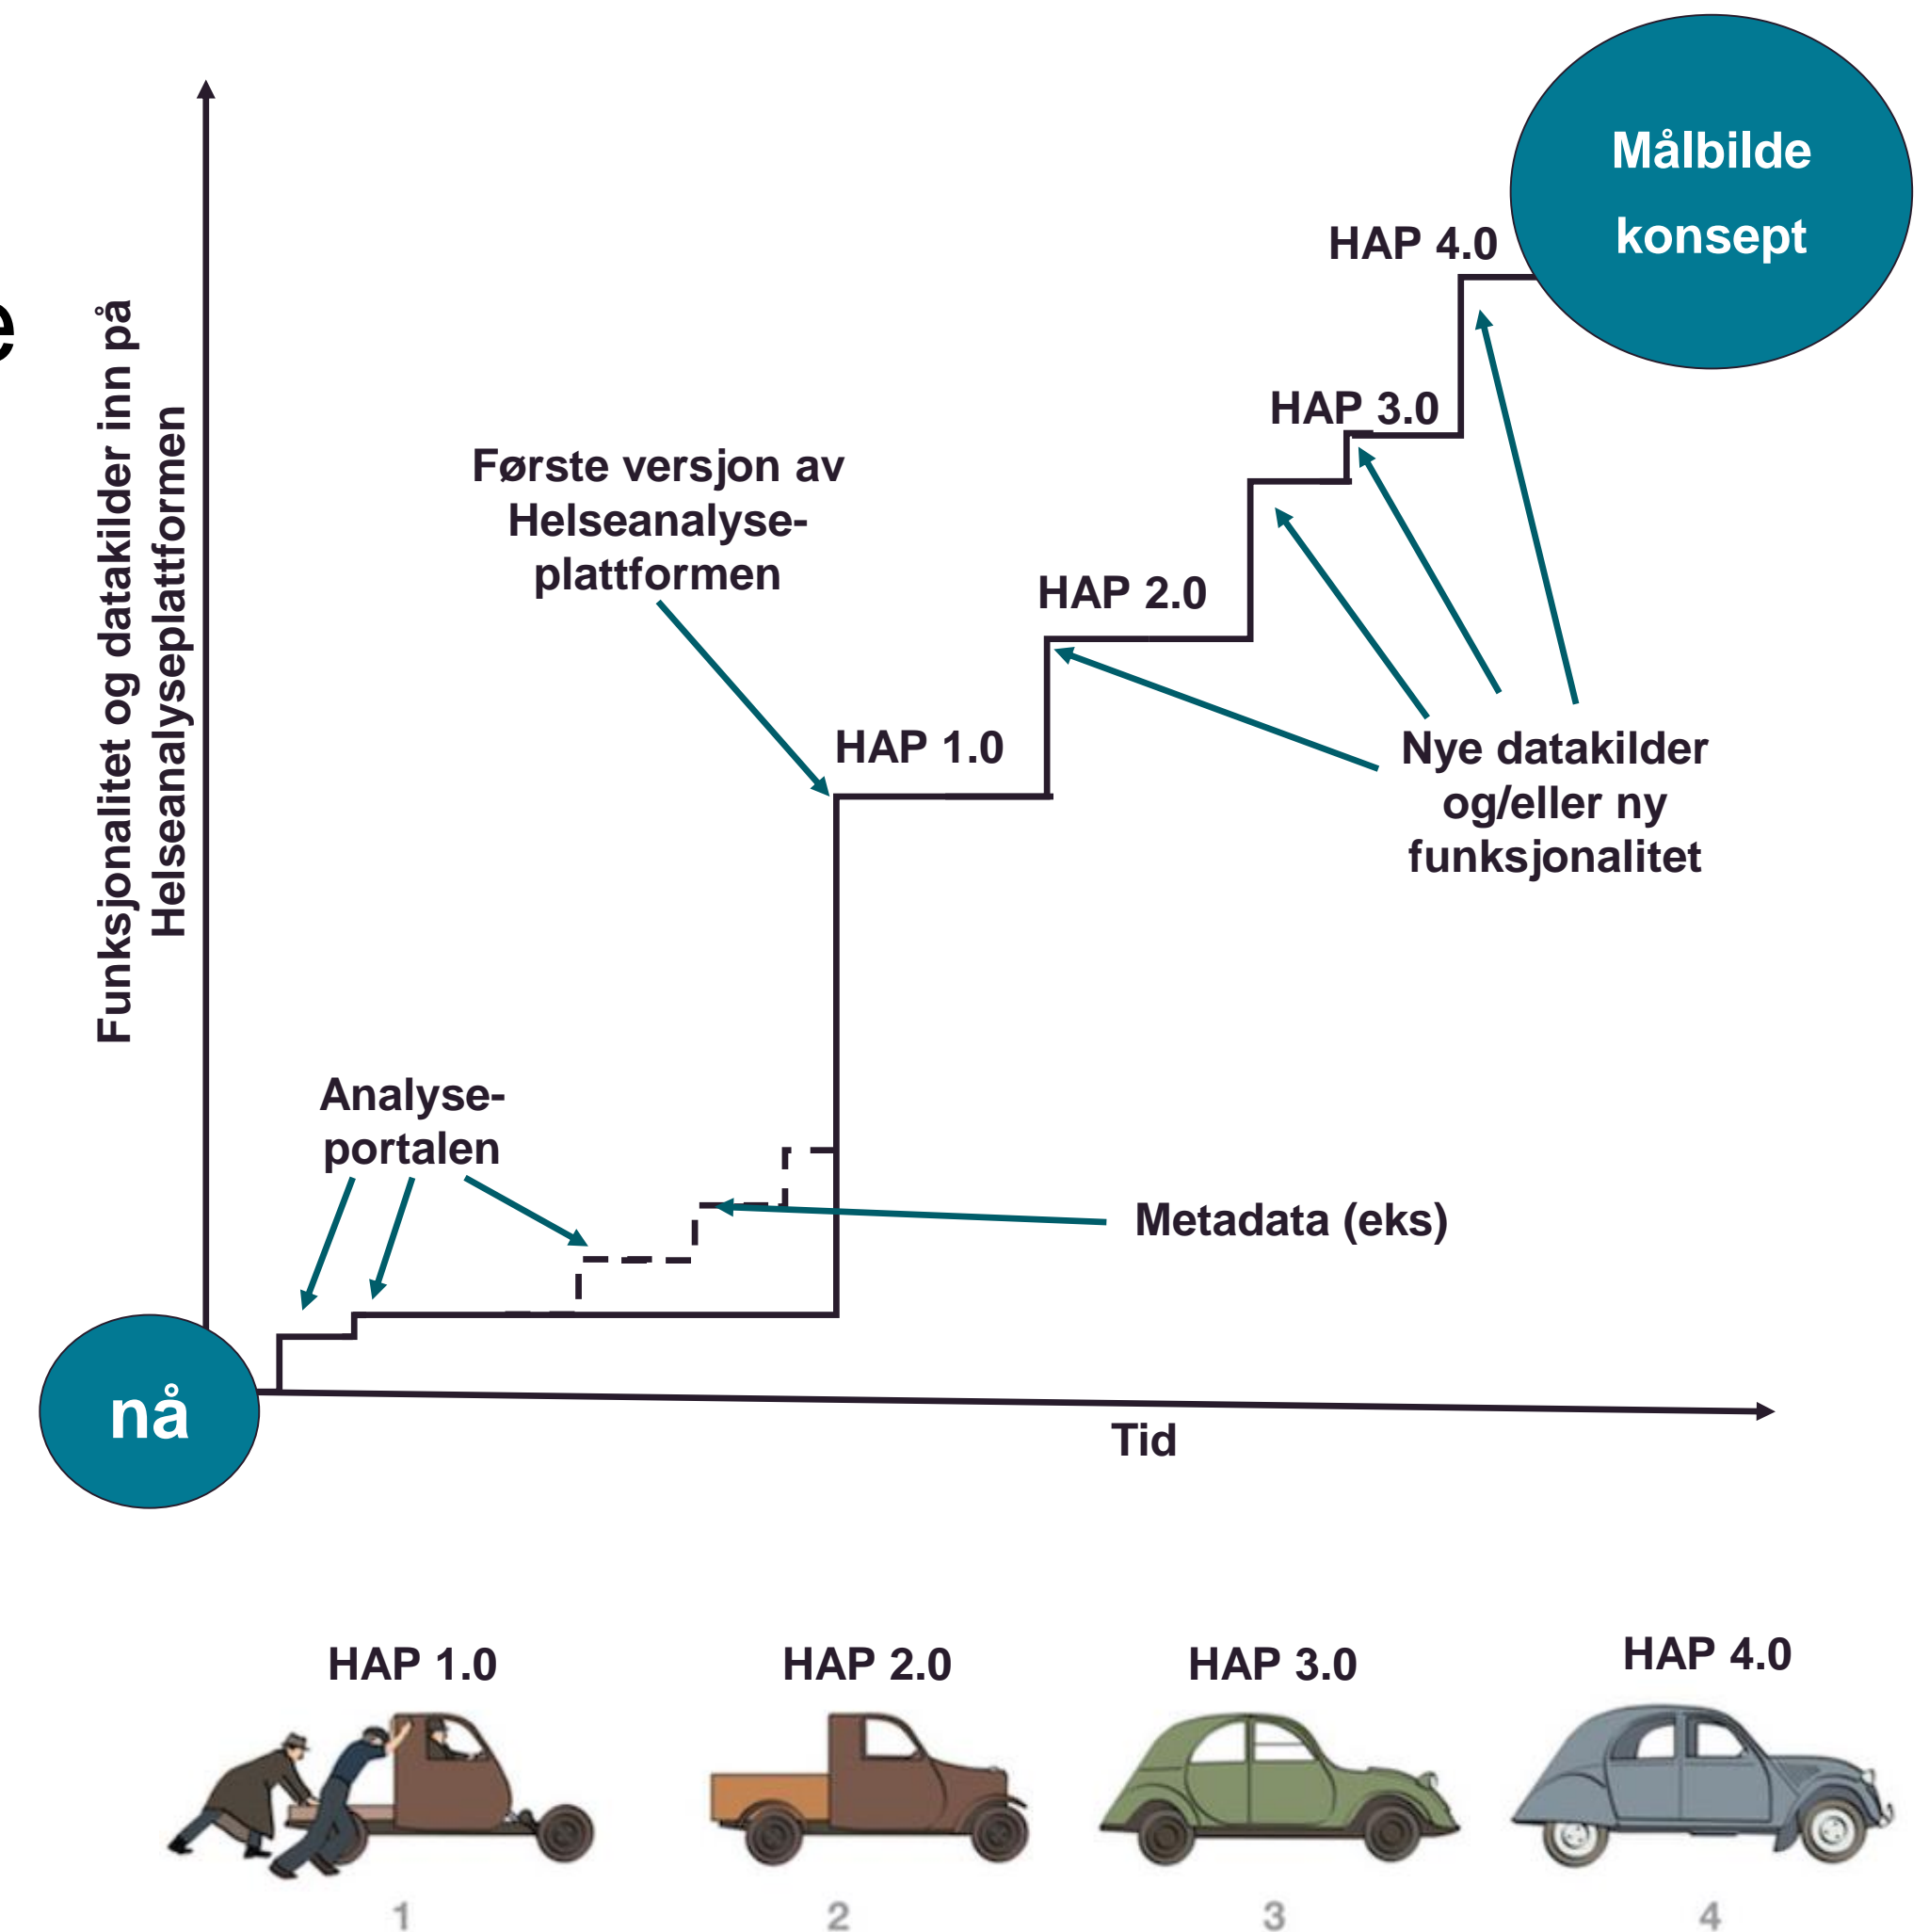 e
Målbilde
konsept
HAP 4.0
HAP 3.0
Første versjon av
Helseanalyse-
plattformen
HAP 2.0
HAP 1.0
Nye datakilder
og/eller ny
funksjonalitet
Funksjonalitet og datakilder inn på
Helseanalyseplattformen
Analyse-
portalen
Metadata (eks)
nå
Tid
HAP 1.0
HAP 2.0
HAP 3.0
HAP 4.0
1
2
3
4